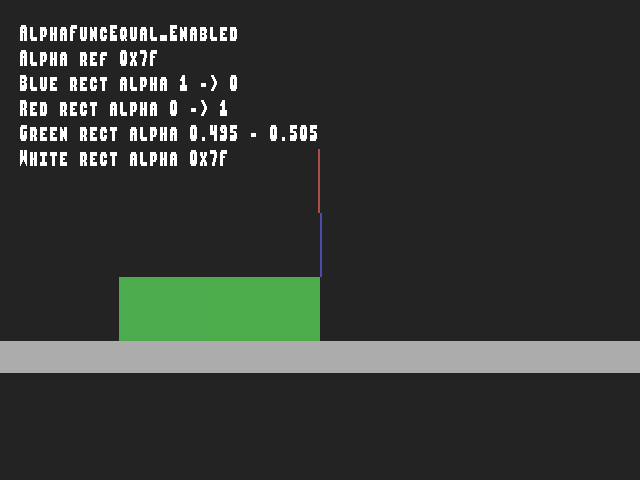 AlphaFuncEqual_Enabled
Alpha ref 0x7f
Blue rect alpha 1 -> 0
Red rect alpha 0 -> 1
Green rect alpha 0.495 - 0.505
White rect alpha 0x7f